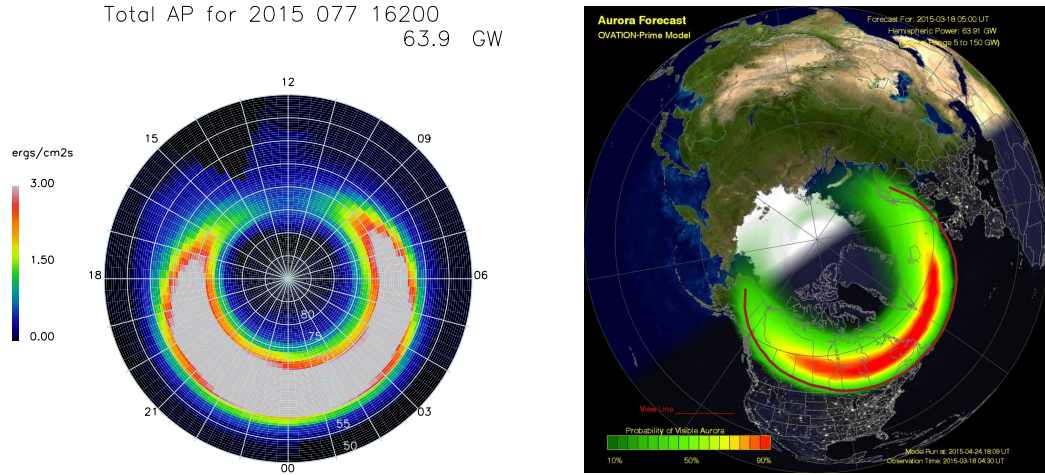 Total AP for 2015 077 16200
63.9 GW
12
15
09
ergs/cm2s
3.00
1.50
0.00
18
06
80
75
70
21
03
55
50
00
Aurora Forecast
OVATION-Prime Model
Forecast For: 2015-03-18 05:00 UT
Hemispheric Power: 63.91 GW
Range 5 to 150 GW)
View Line
Probability of Visible Aurora
10%
50%
90%
Model Run at: 2015-04-24 18:09 UT
Observation Time: 2015-03-18 04:30 UT